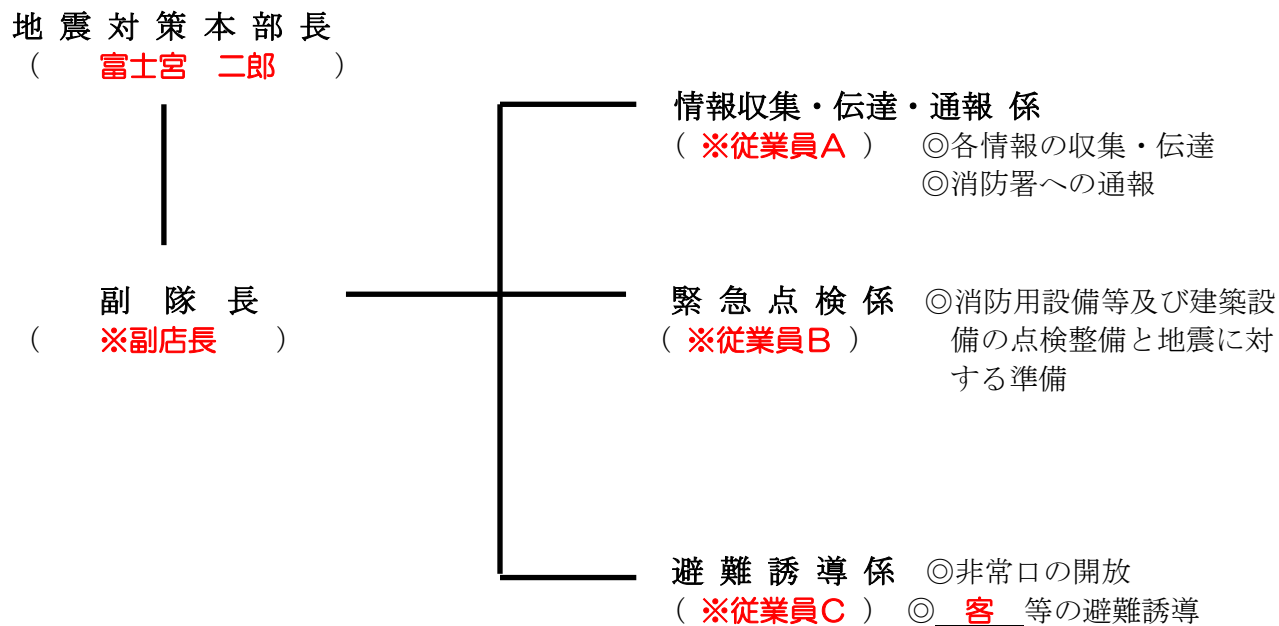 地震対策本部長
（　富士宮　二郎　）
情報収集・伝達・通報 係
（ ※従業員A ）　◎各情報の収集・伝達
◎消防署への通報
副　隊　長
（　※副店長　）
緊急点検係　◎消防用設備等及び建築設
（ ※従業員B ）　備の点検整備と地震に対
する準備
避難誘導係　◎非常口の開放
（ ※従業員C ）　◎　客　等の避難誘導